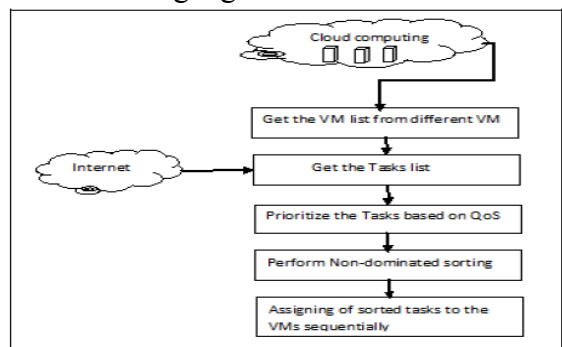 Cloud computing
Get the VM list from different VM
Internet
Get the Tasks list
Prioritize the Tasks based on QoS
Perform Non-dominated sorting
Assigning of sorted tasks to the
VMs sequentially